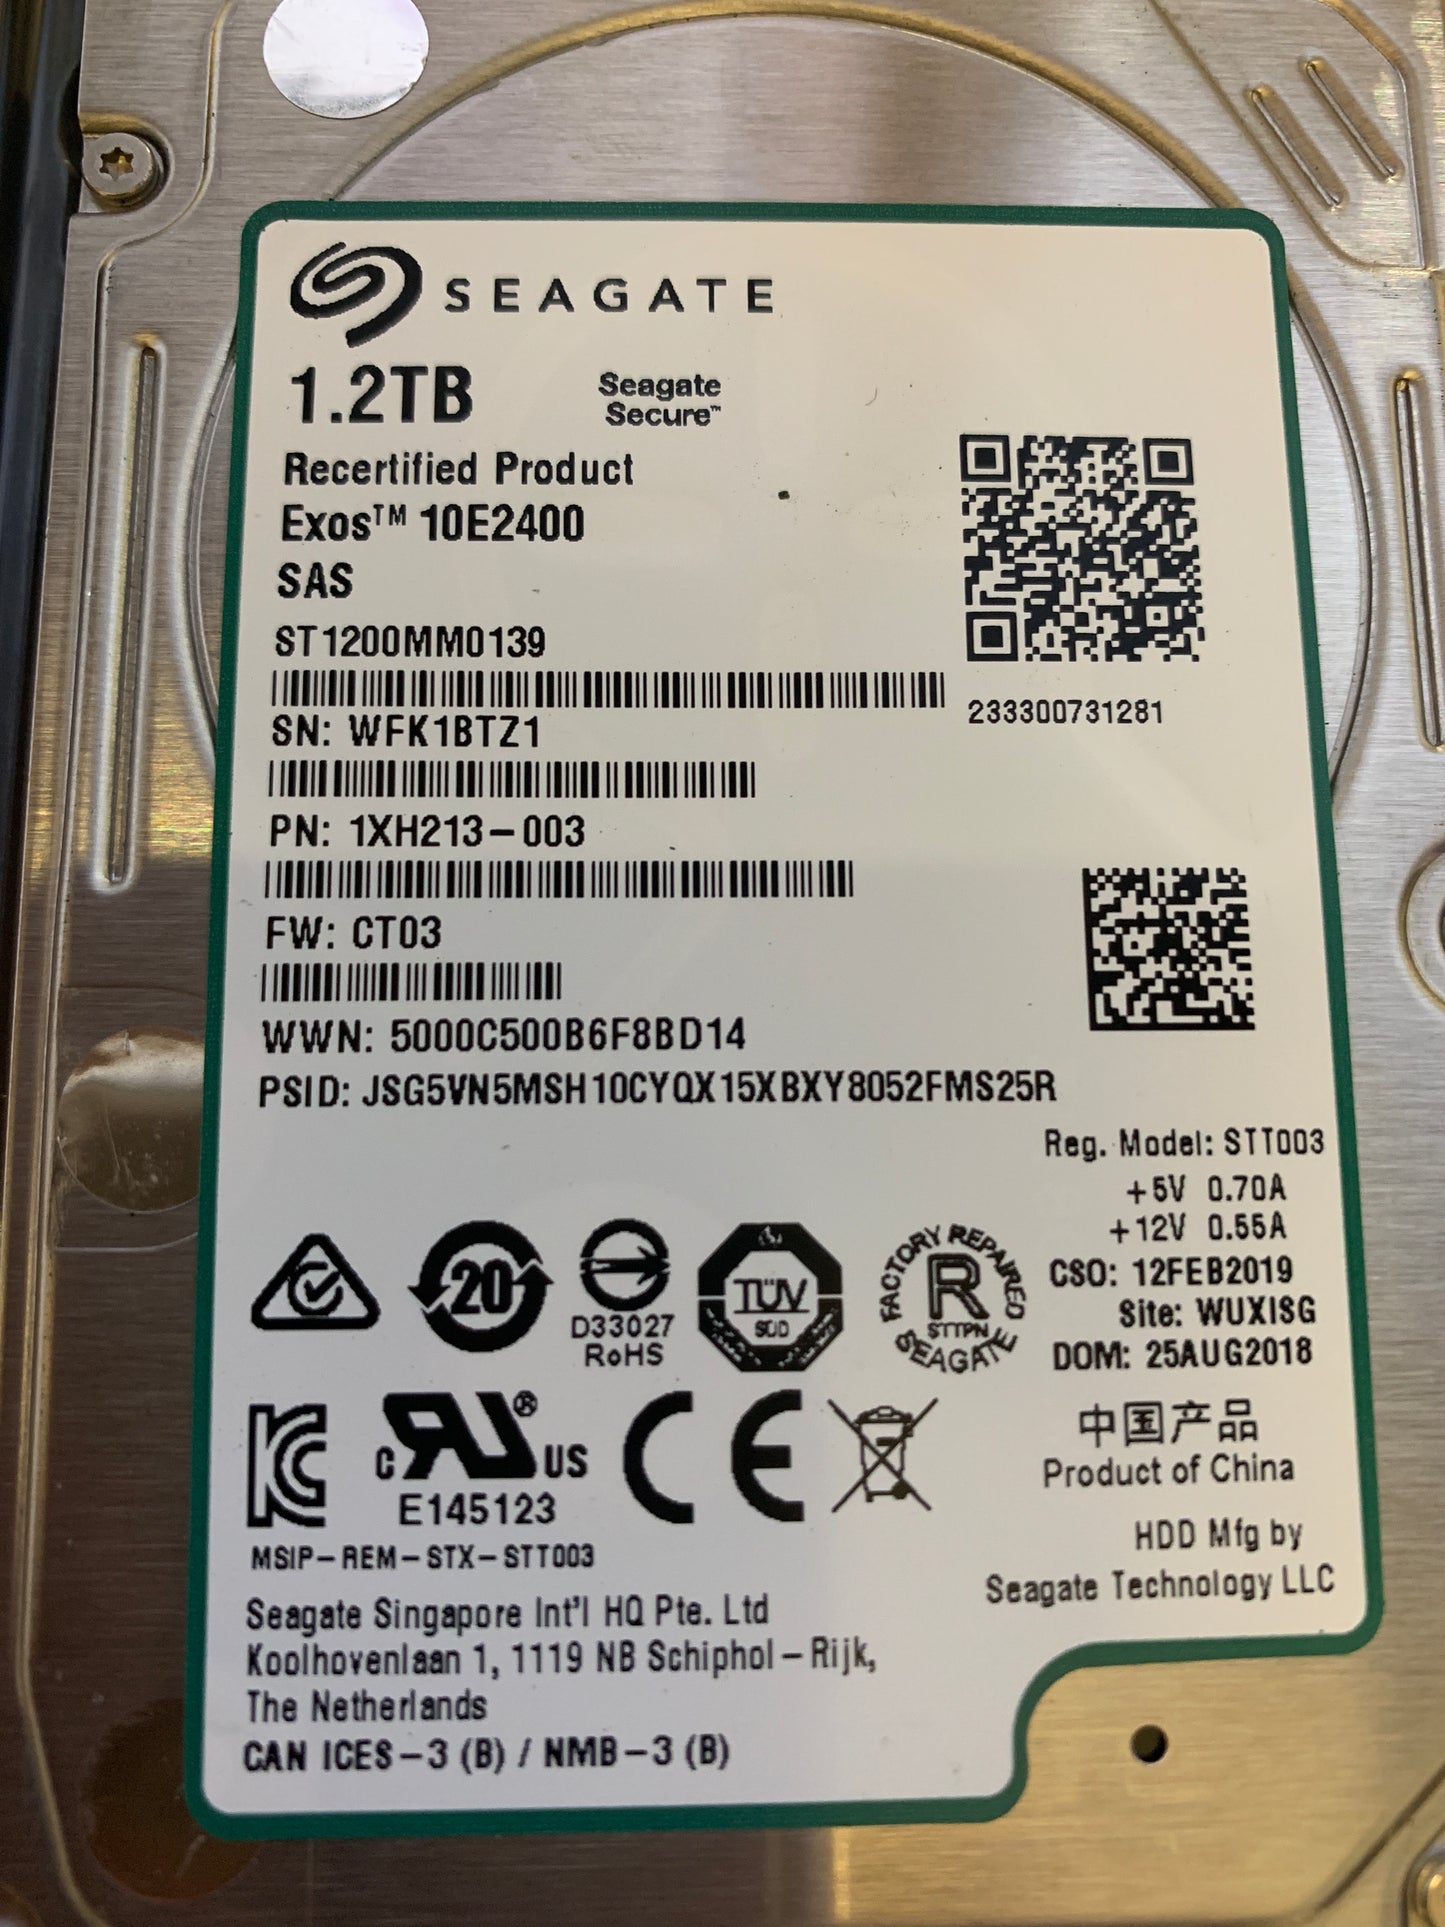 SEAGATE
1.2TB
Seagate
Secure™
Recertified Product
Exos™ 10E2400
SAS
ST1200MM0139
233300731281
SN: WFK1BTZ1
PN: 1XH213-003
FW: CT03
WWN: 5000C500B6F8BD14
PSID: JSG5VN5MSH10CYQX15XBXY8052FMS25R
Reg. Model: STT003
+5V 0.70A
+12V 0.55A
CSO: 12FEB2019
Site: WUXISG
DOM: 25AUG2018
20
D33027
RoHS
TÜV
SÜD
FACTORY REPAIRED
R
STTPN
SEAGATE
中国产品
Product of China
HDD Mfg by
Seagate Technology LLC
c RU ® US
E145123
CE
MSIP-REM-STX-STT003
Seagate Singapore Int'l HQ Pte. Ltd
Koolhovenlaan 1, 1119 NB Schiphol-Rijk,
The Netherlands
CAN ICES-3 (B) / NMB-3 (B)